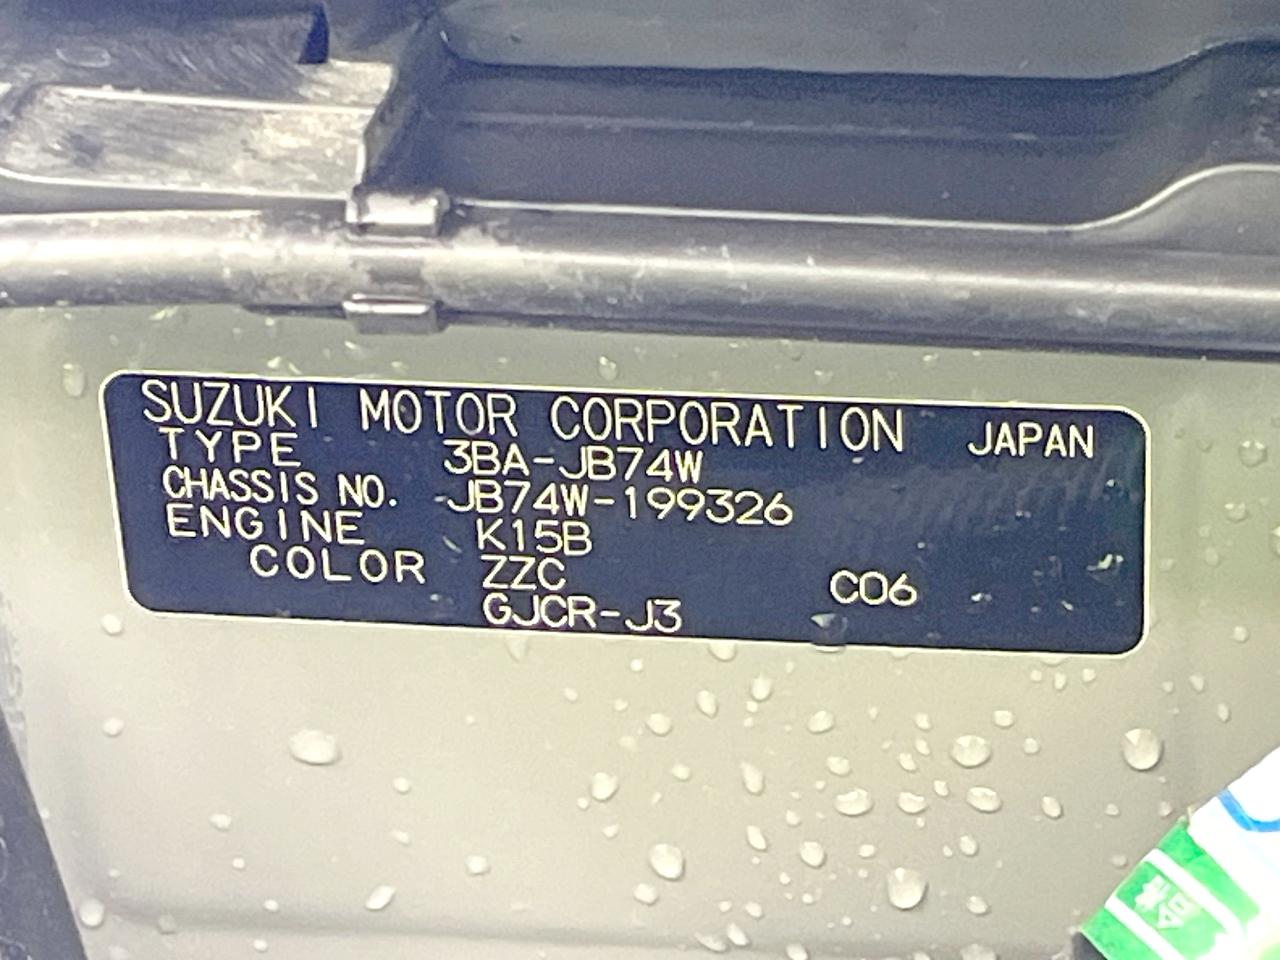 SUZUKI MOTOR CORPORATION JAPAN
TYPE 3BA-JB74W
CHASSIS NO. JB74W-199326
ENGINE K15B
COLOR ZZC C06
GJCR-J3